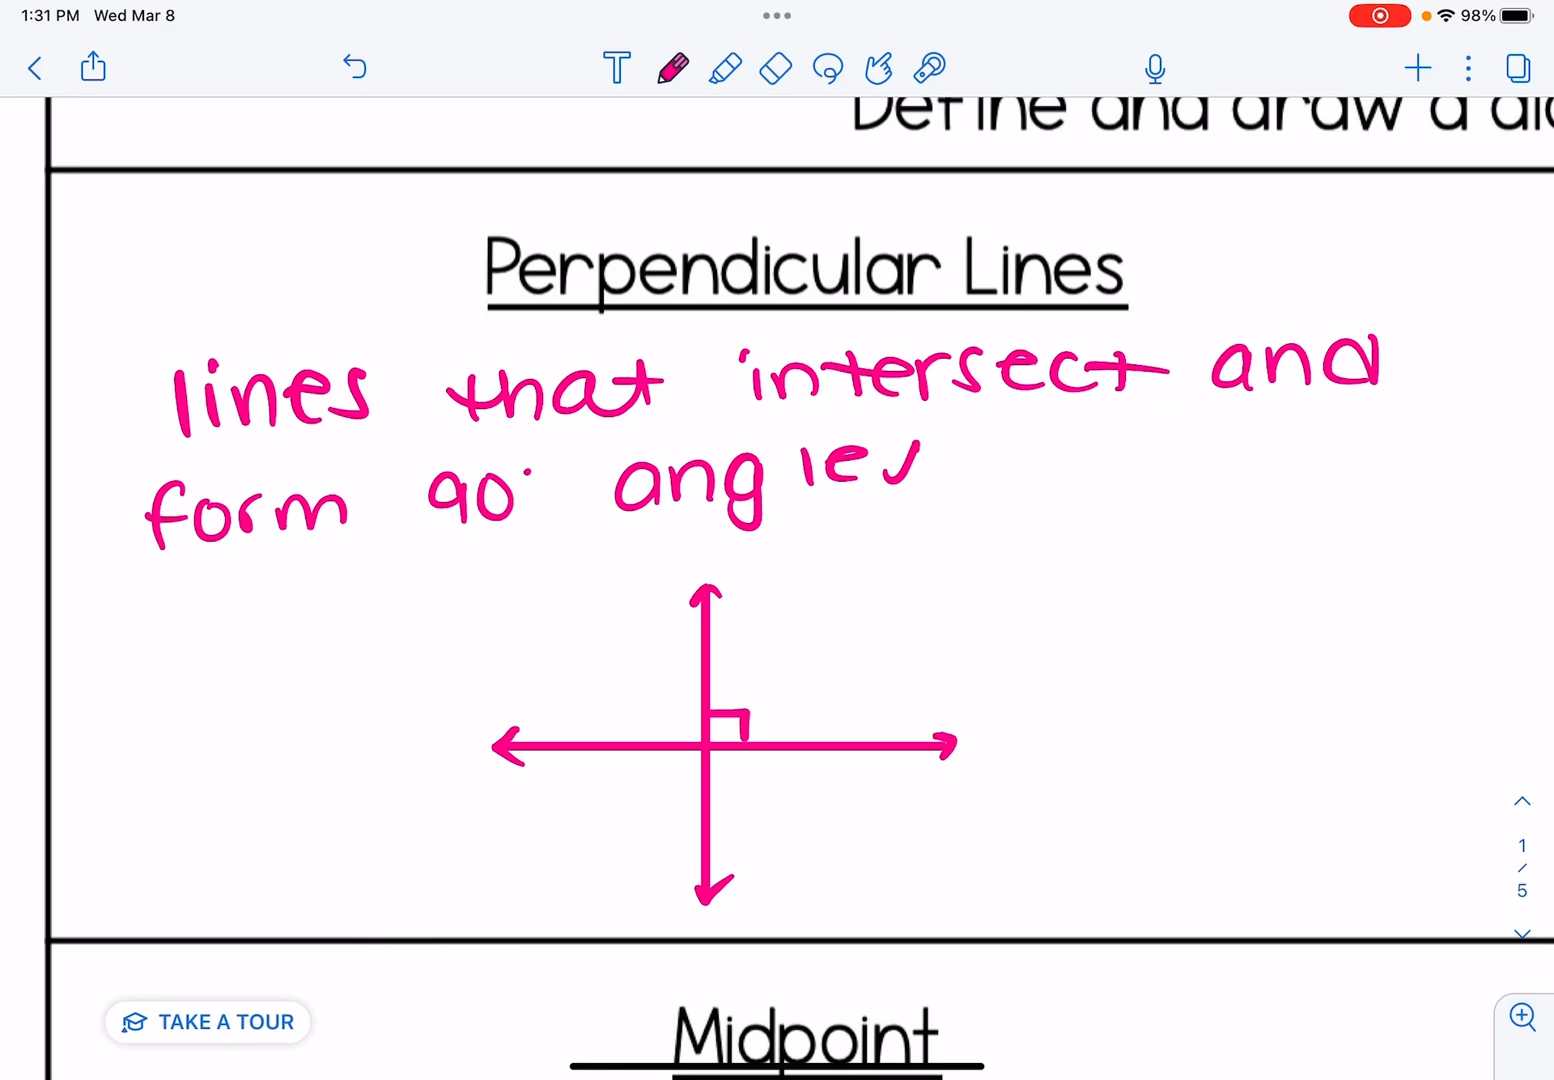 1:31 PM Wed Mar 8
98%
T
Define and draw a
Perpendicular Lines
lines that intersect and
form 90° angles
1
/
5
TAKE A TOUR
Midpoint